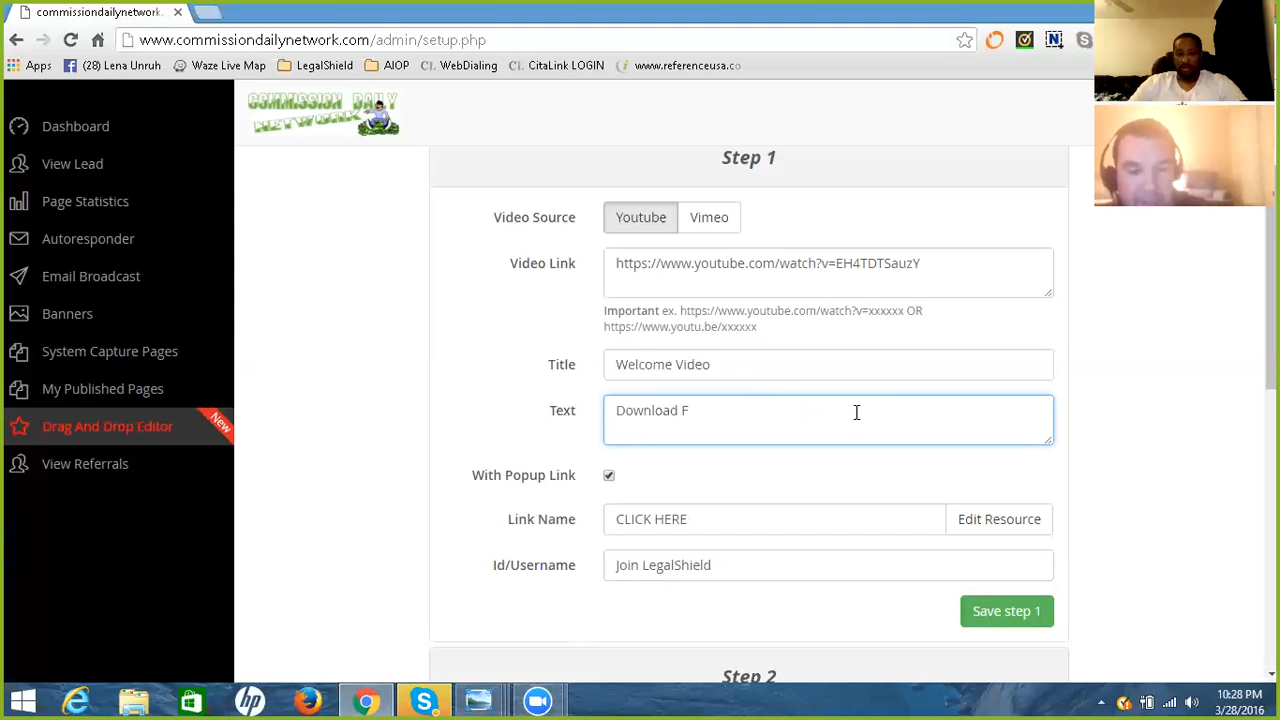 commissiondailynetwork.
www.commissiondailynetwork.com/admin/setup.php
Apps
(28) Lena Unruh
Waze Live Map
LegalShield
AIOP
WebDialing
CitaLink LOGIN
www.referenceusa.co
COMMISSION DAILY
NETWORK
Dashboard
View Lead
Page Statistics
Autoresponder
Email Broadcast
Banners
System Capture Pages
My Published Pages
Drag And Drop Editor
New
View Referrals
Step 1
Video Source
Youtube
Vimeo
Video Link
https://www.youtube.com/watch?v=EH4TDTSauzY
Important ex. https://www.youtube.com/watch?v=xxxxxx OR
https://www.youtu.be/xxxxxx
Title
Welcome Video
Text
Download F
With Popup Link
Link Name
CLICK HERE
Edit Resource
Id/Username
Join LegalShield
Save step 1
Step 2
10:28 PM
3/28/2016